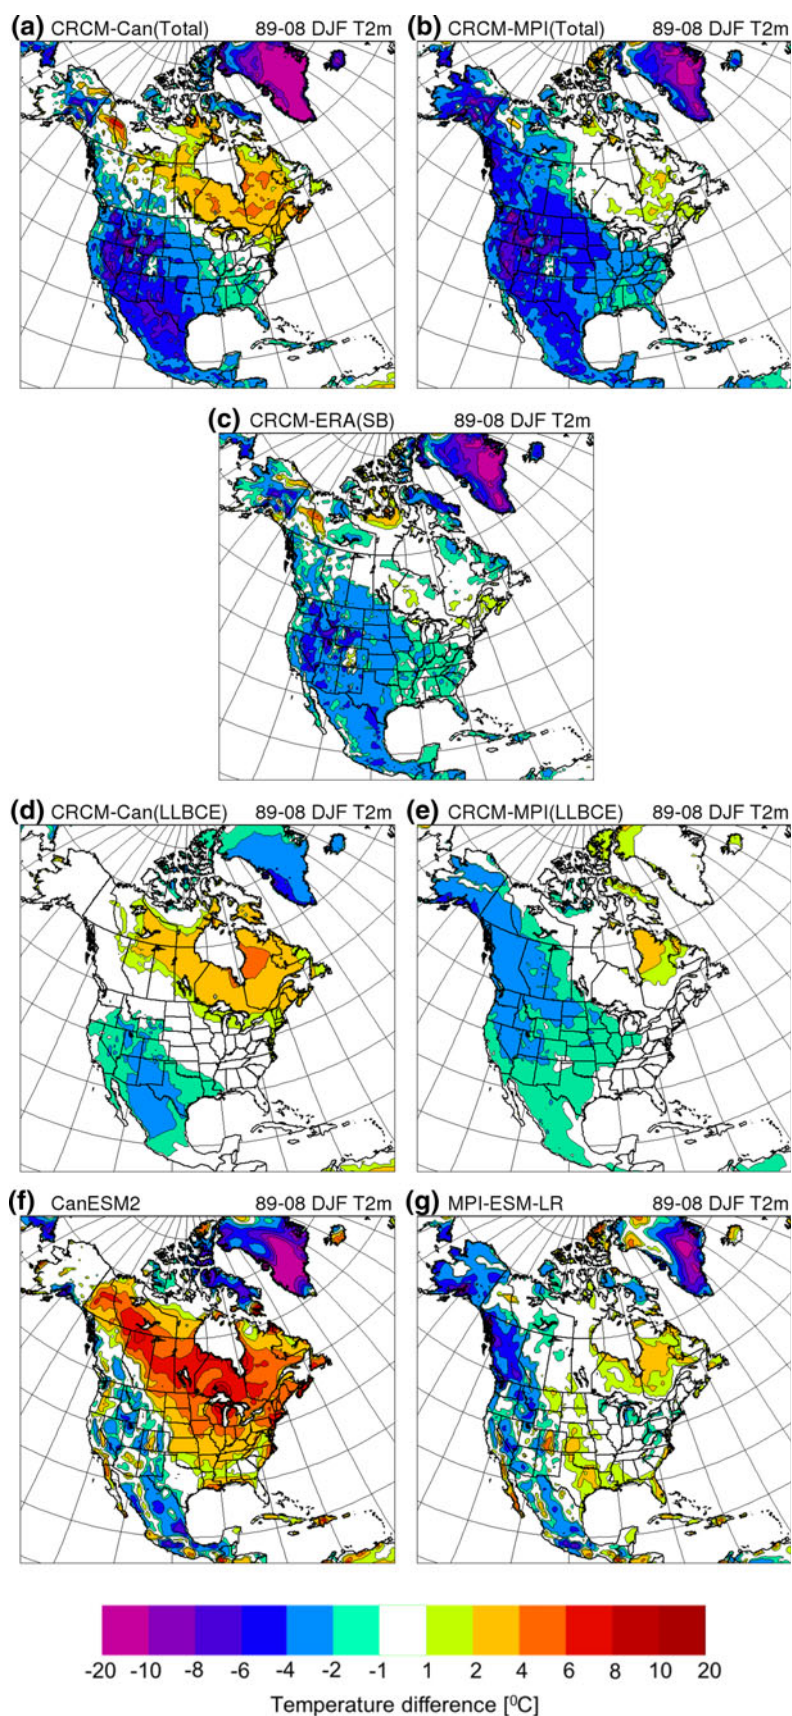 (a) CRCM-Can(Total) 89-08 DJF T2m
(b) CRCM-MPI(Total) 89-08 DJF T2m
(c) CRCM-ERA(SB) 89-08 DJF T2m
(d) CRCM-Can(LLBCE) 89-08 DJF T2m
(e) CRCM-MPI(LLBCE) 89-08 DJF T2m
(f) CanESM2 89-08 DJF T2m
(g) MPI-ESM-LR 89-08 DJF T2m
-20 -10 -8 -6 -4 -2 -1 1 2 4 6 8 10 20
Temperature difference [⁰C]